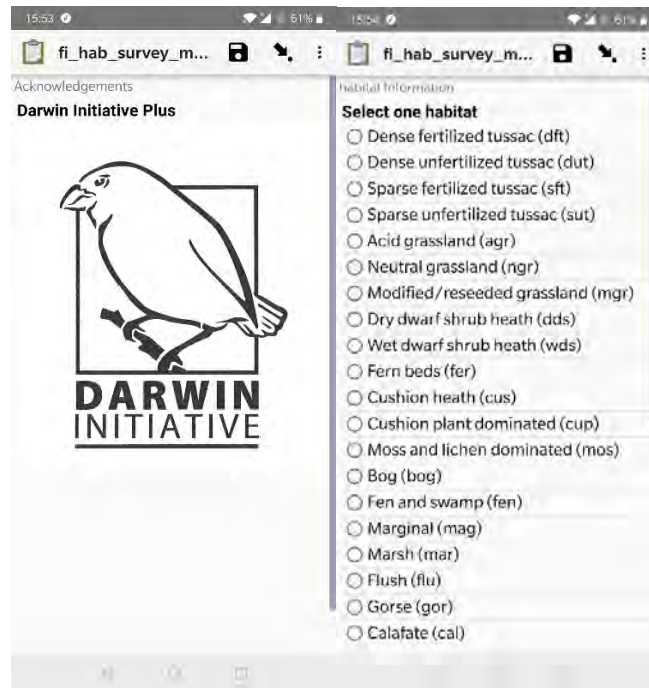 15:53
61%
fi_hab_survey_m...
Acknowledgements
Darwin Initiative Plus
DARWIN
INITIATIVE
15:54
61%
fi_hab_survey_m...
Habitat Information
Select one habitat
Dense fertilized tussac (dft)
Dense unfertilized tussac (dut)
Sparse fertilized tussac (sft)
Sparse unfertilized tussac (sut)
Acid grassland (agr)
Neutral grassland (ngr)
Modified/reseeded grassland (mgr)
Dry dwarf shrub heath (dds)
Wet dwarf shrub heath (wds)
Fern beds (fer)
Cushion heath (cus)
Cushion plant dominated (cup)
Moss and lichen dominated (mos)
Bog (bog)
Fen and swamp (fen)
Marginal (mag)
Marsh (mar)
Flush (flu)
Gorse (gor)
Calafate (cal)